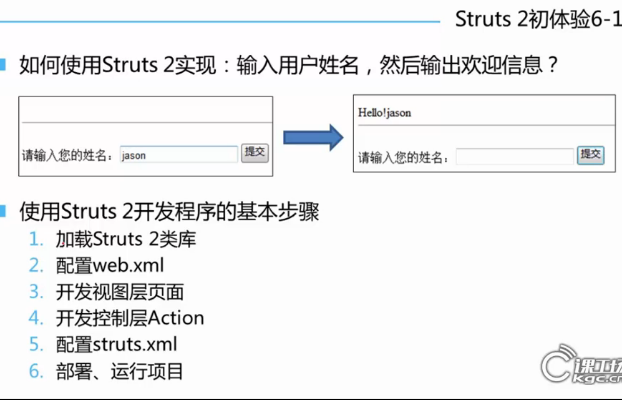 Struts 2初体验6-1
如何使用Struts 2实现：输入用户姓名，然后输出欢迎信息？
请输入您的姓名： jason 提交
Hello!jason
请输入您的姓名： 提交
使用Struts 2开发程序的基本步骤
1. 加载Struts 2类库
2. 配置web.xml
3. 开发视图层页面
4. 开发控制层Action
5. 配置struts.xml
6. 部署、运行项目
课工场
kgc.cn